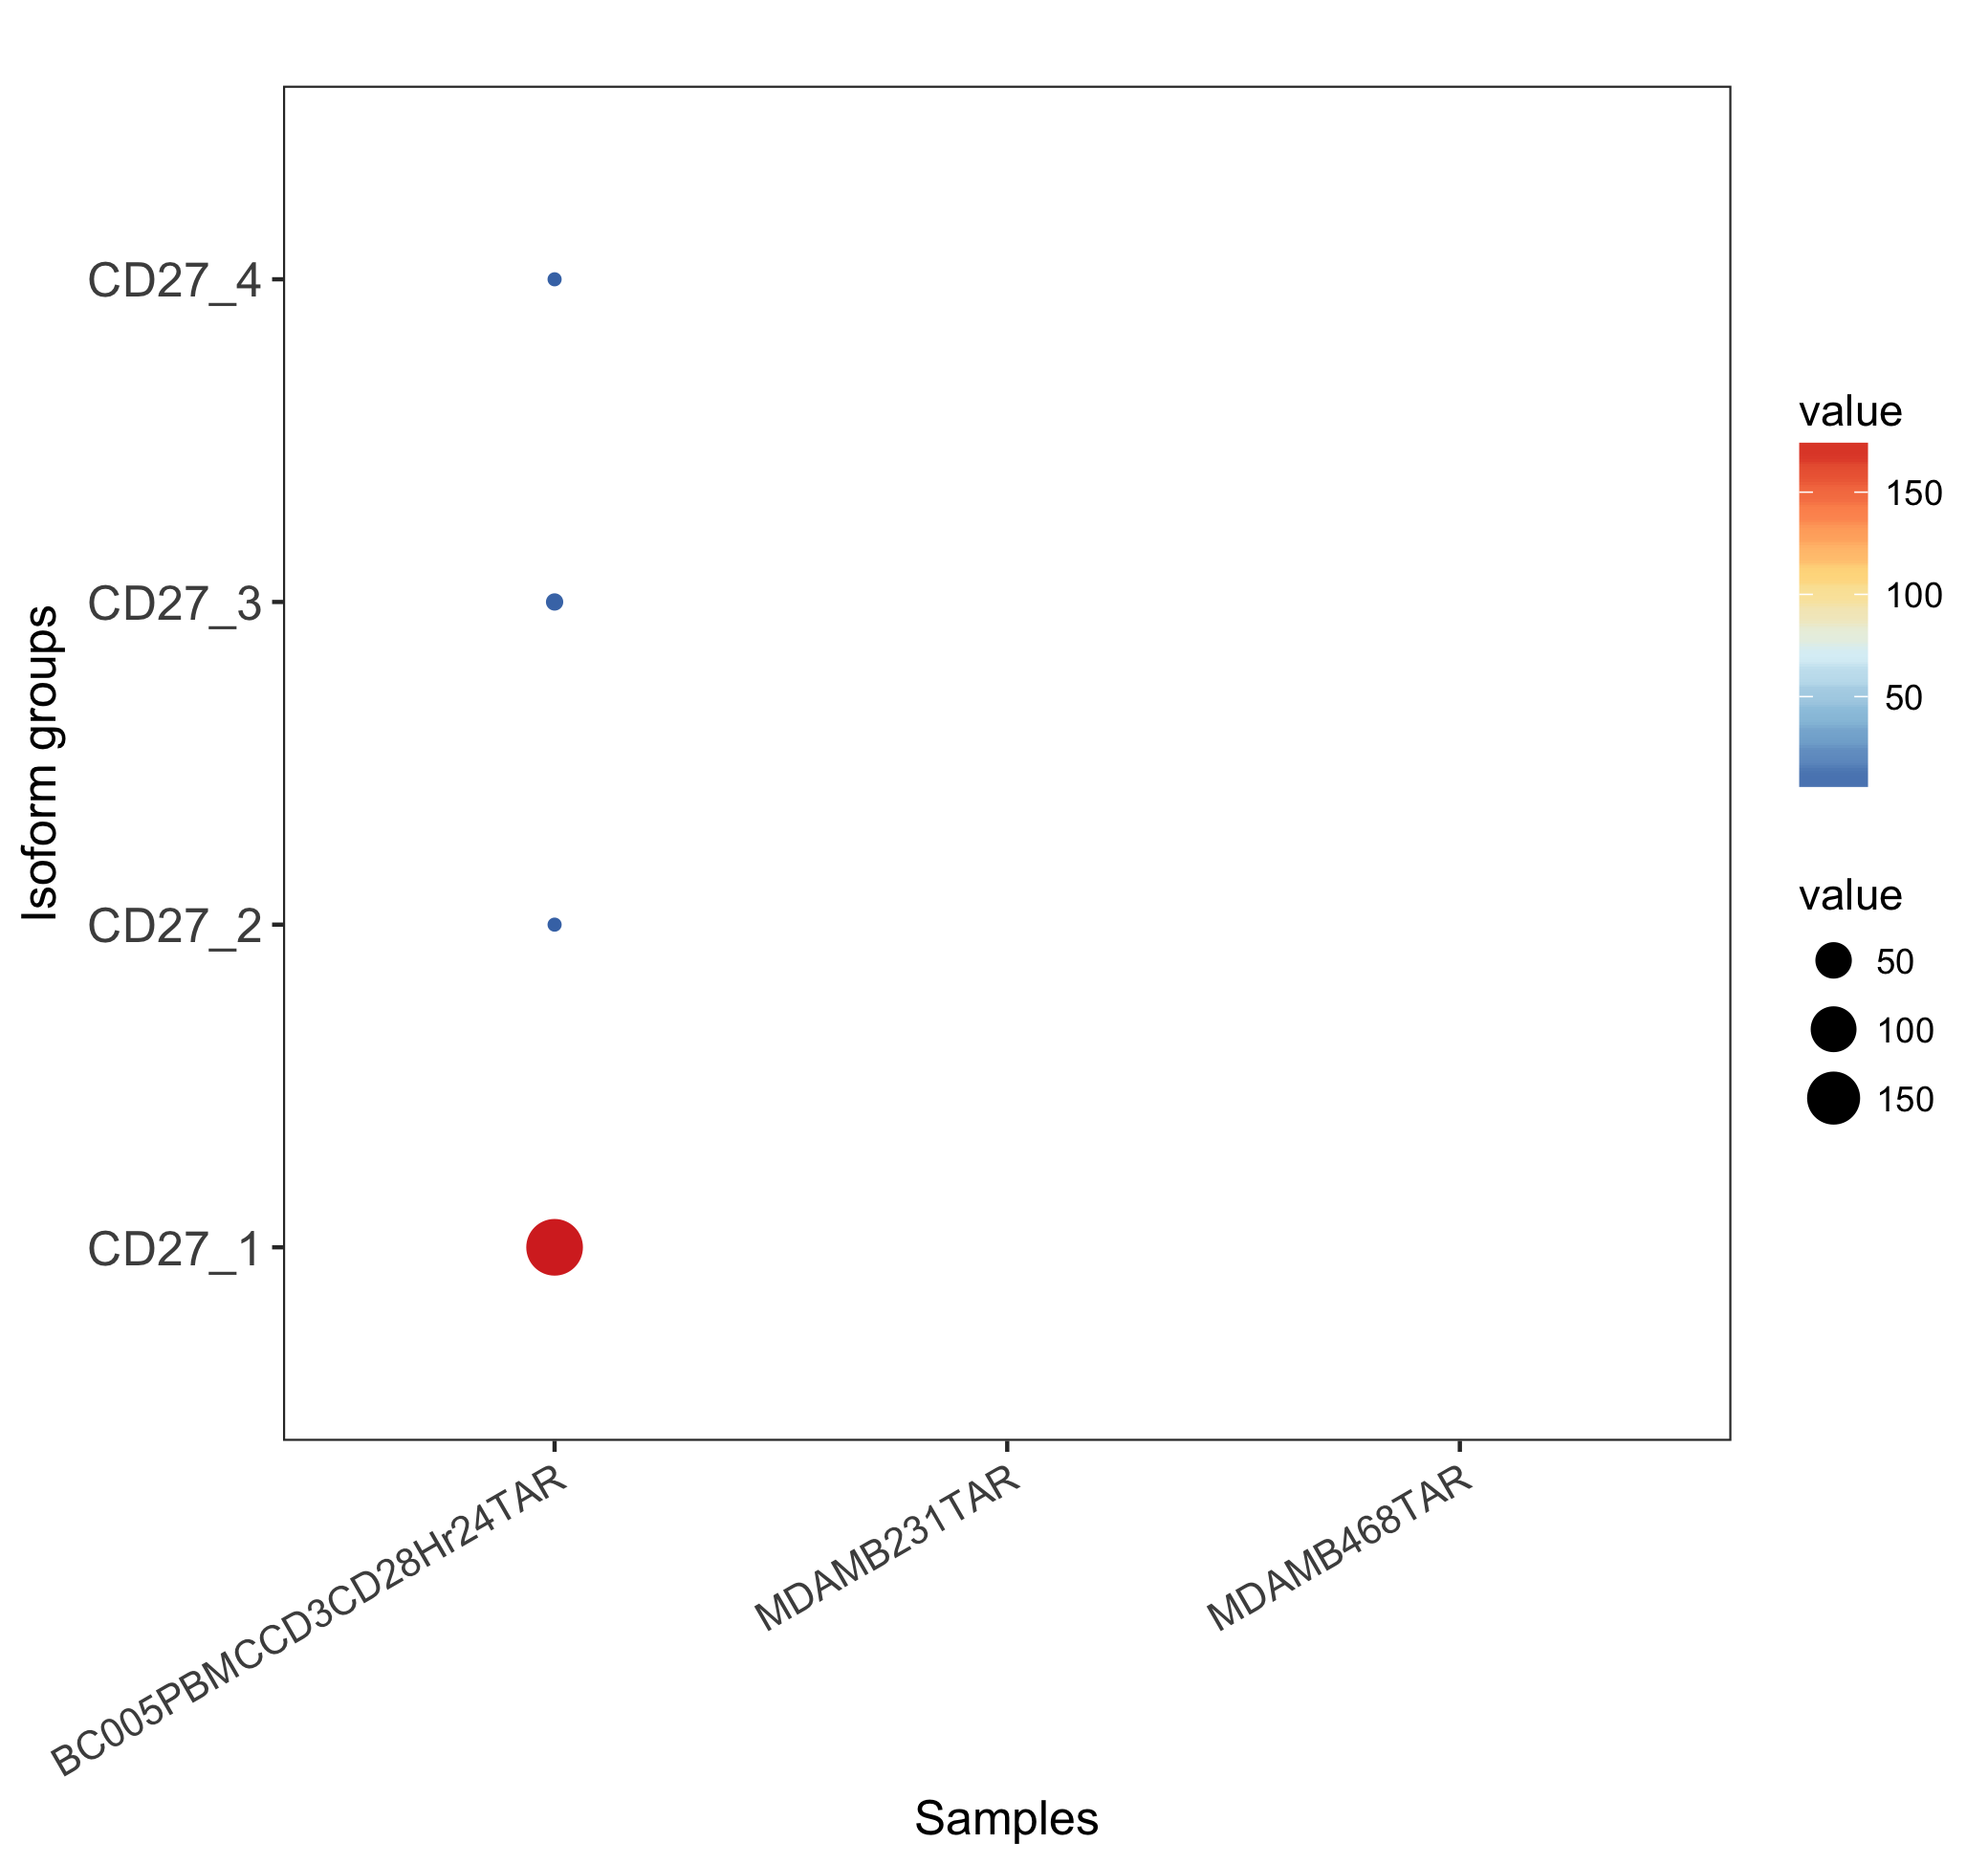 Isoform groups
CD27_4
CD27_3
CD27_2
CD27_1
BC005PBMCCD3CD28Hr24TAR
MDAMB231TAR
MDAMB468TAR
Samples
value
150
100
50
value
50
100
150